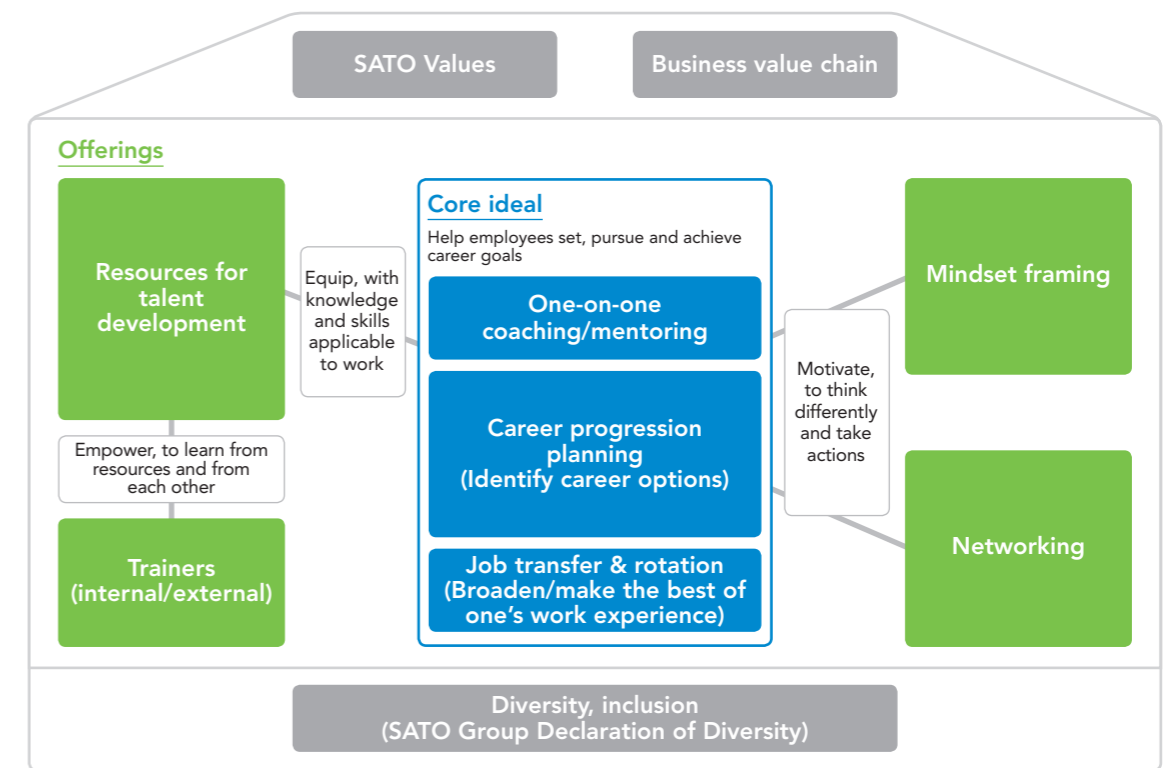 SATO Values
Business value chain
Offerings
Resources for
talent
development
Equip, with
knowledge
and skills
applicable
to work
Empower, to learn from
resources and from
each other
Trainers
(internal/external)
Core ideal
Help employees set, pursue and achieve
career goals
One-on-one
coaching/mentoring
Career progression
planning
(Identify career options)
Job transfer & rotation
(Broaden/make the best of
one’s work experience)
Motivate,
to think
differently
and take
actions
Mindset framing
Networking
Diversity, inclusion
(SATO Group Declaration of Diversity)